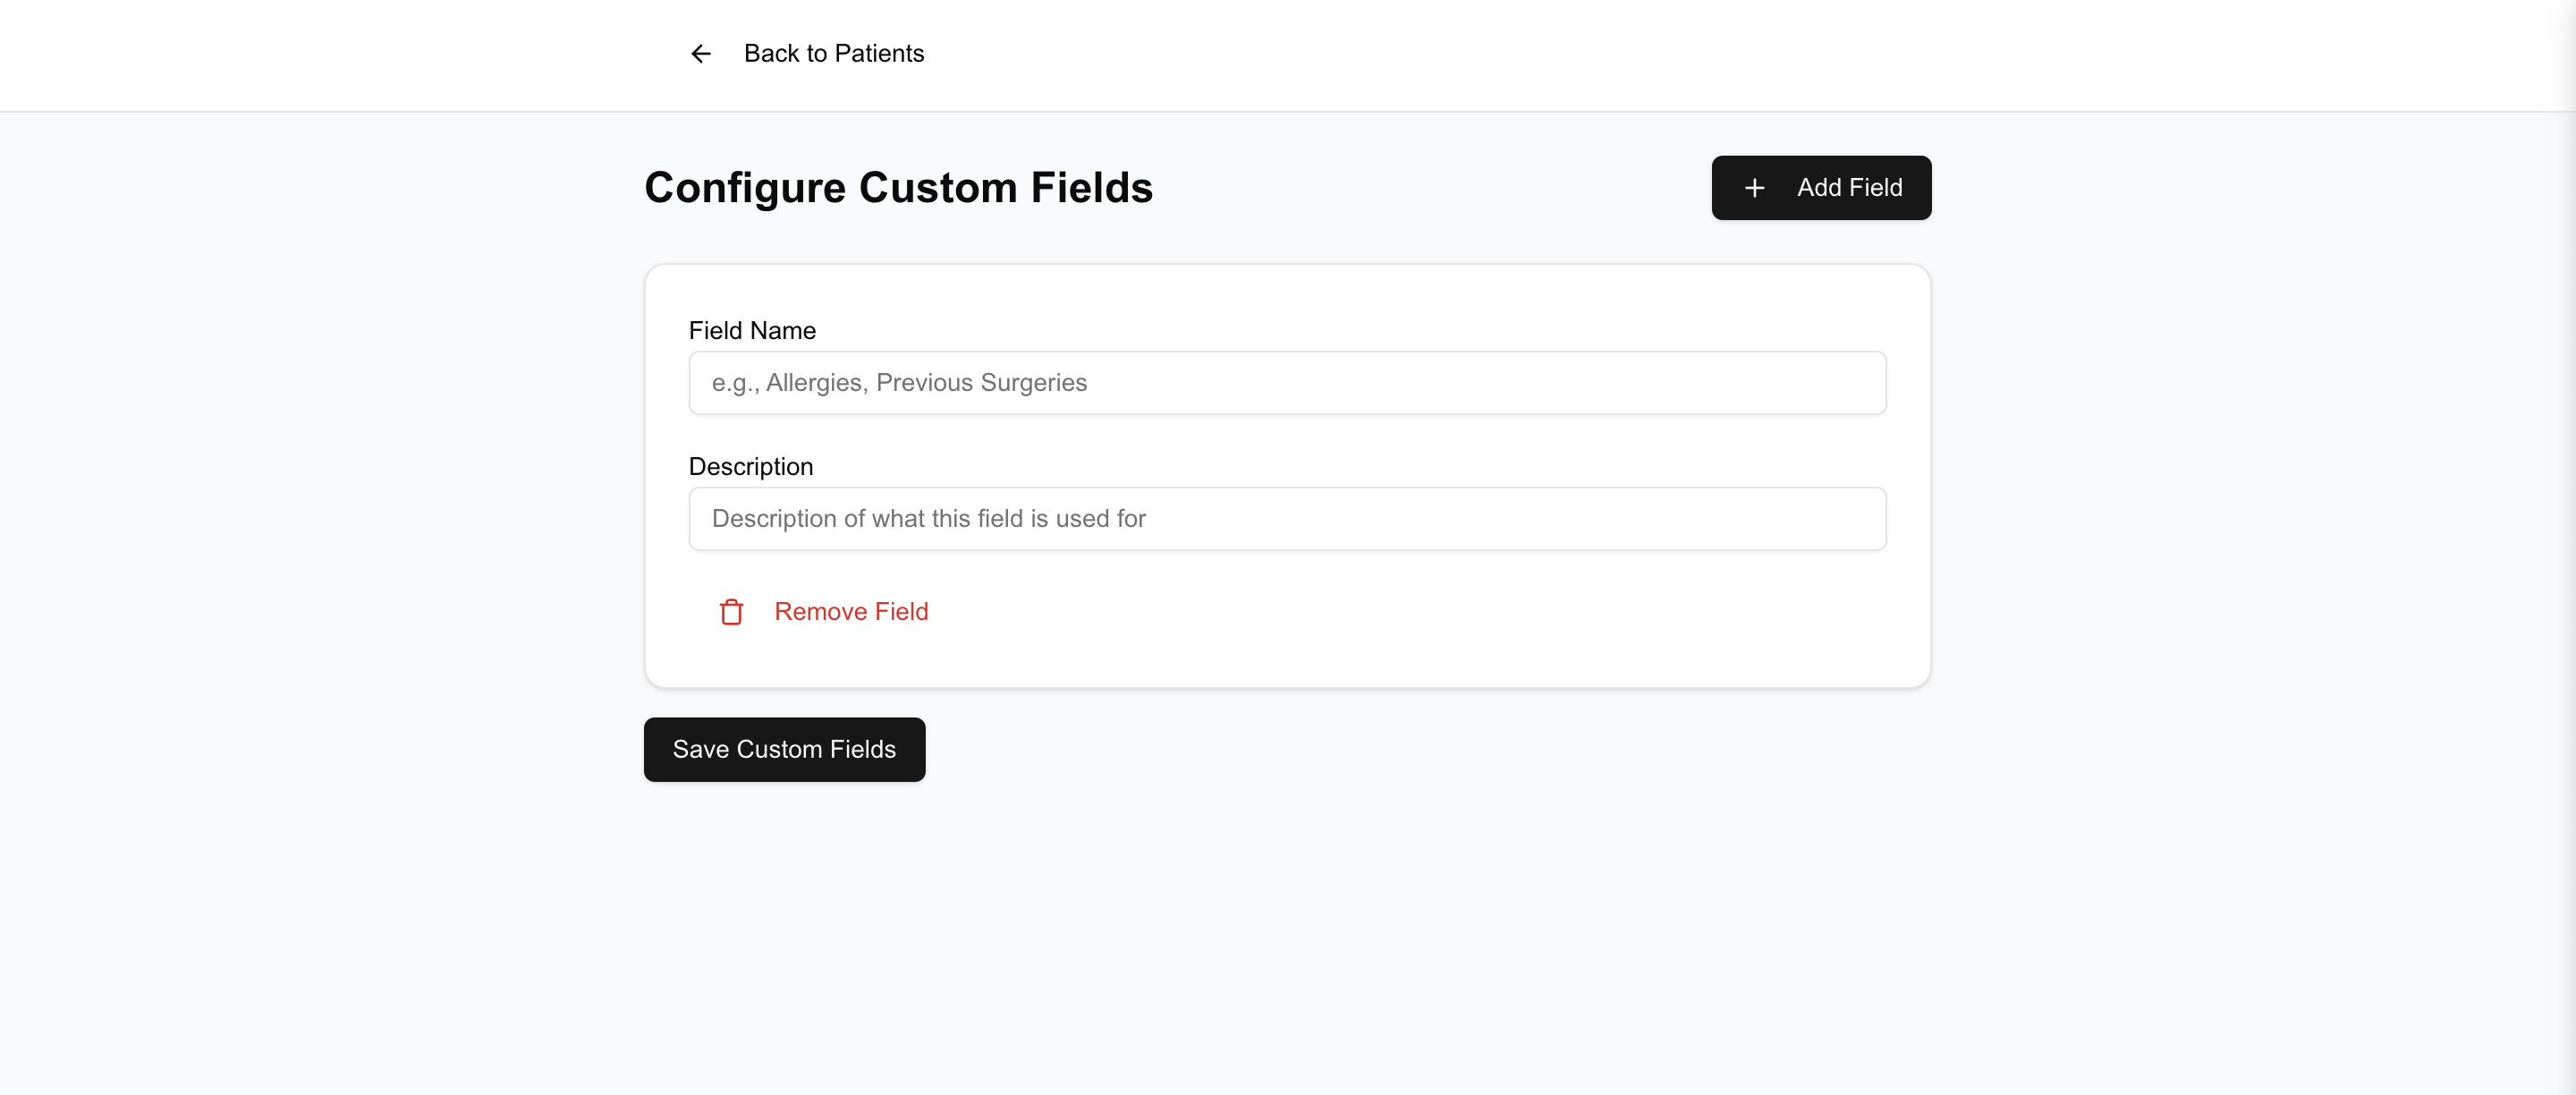 Back to Patients
Configure Custom Fields
Add Field
Field Name
e.g., Allergies, Previous Surgeries
Description
Description of what this field is used for
Remove Field
Save Custom Fields